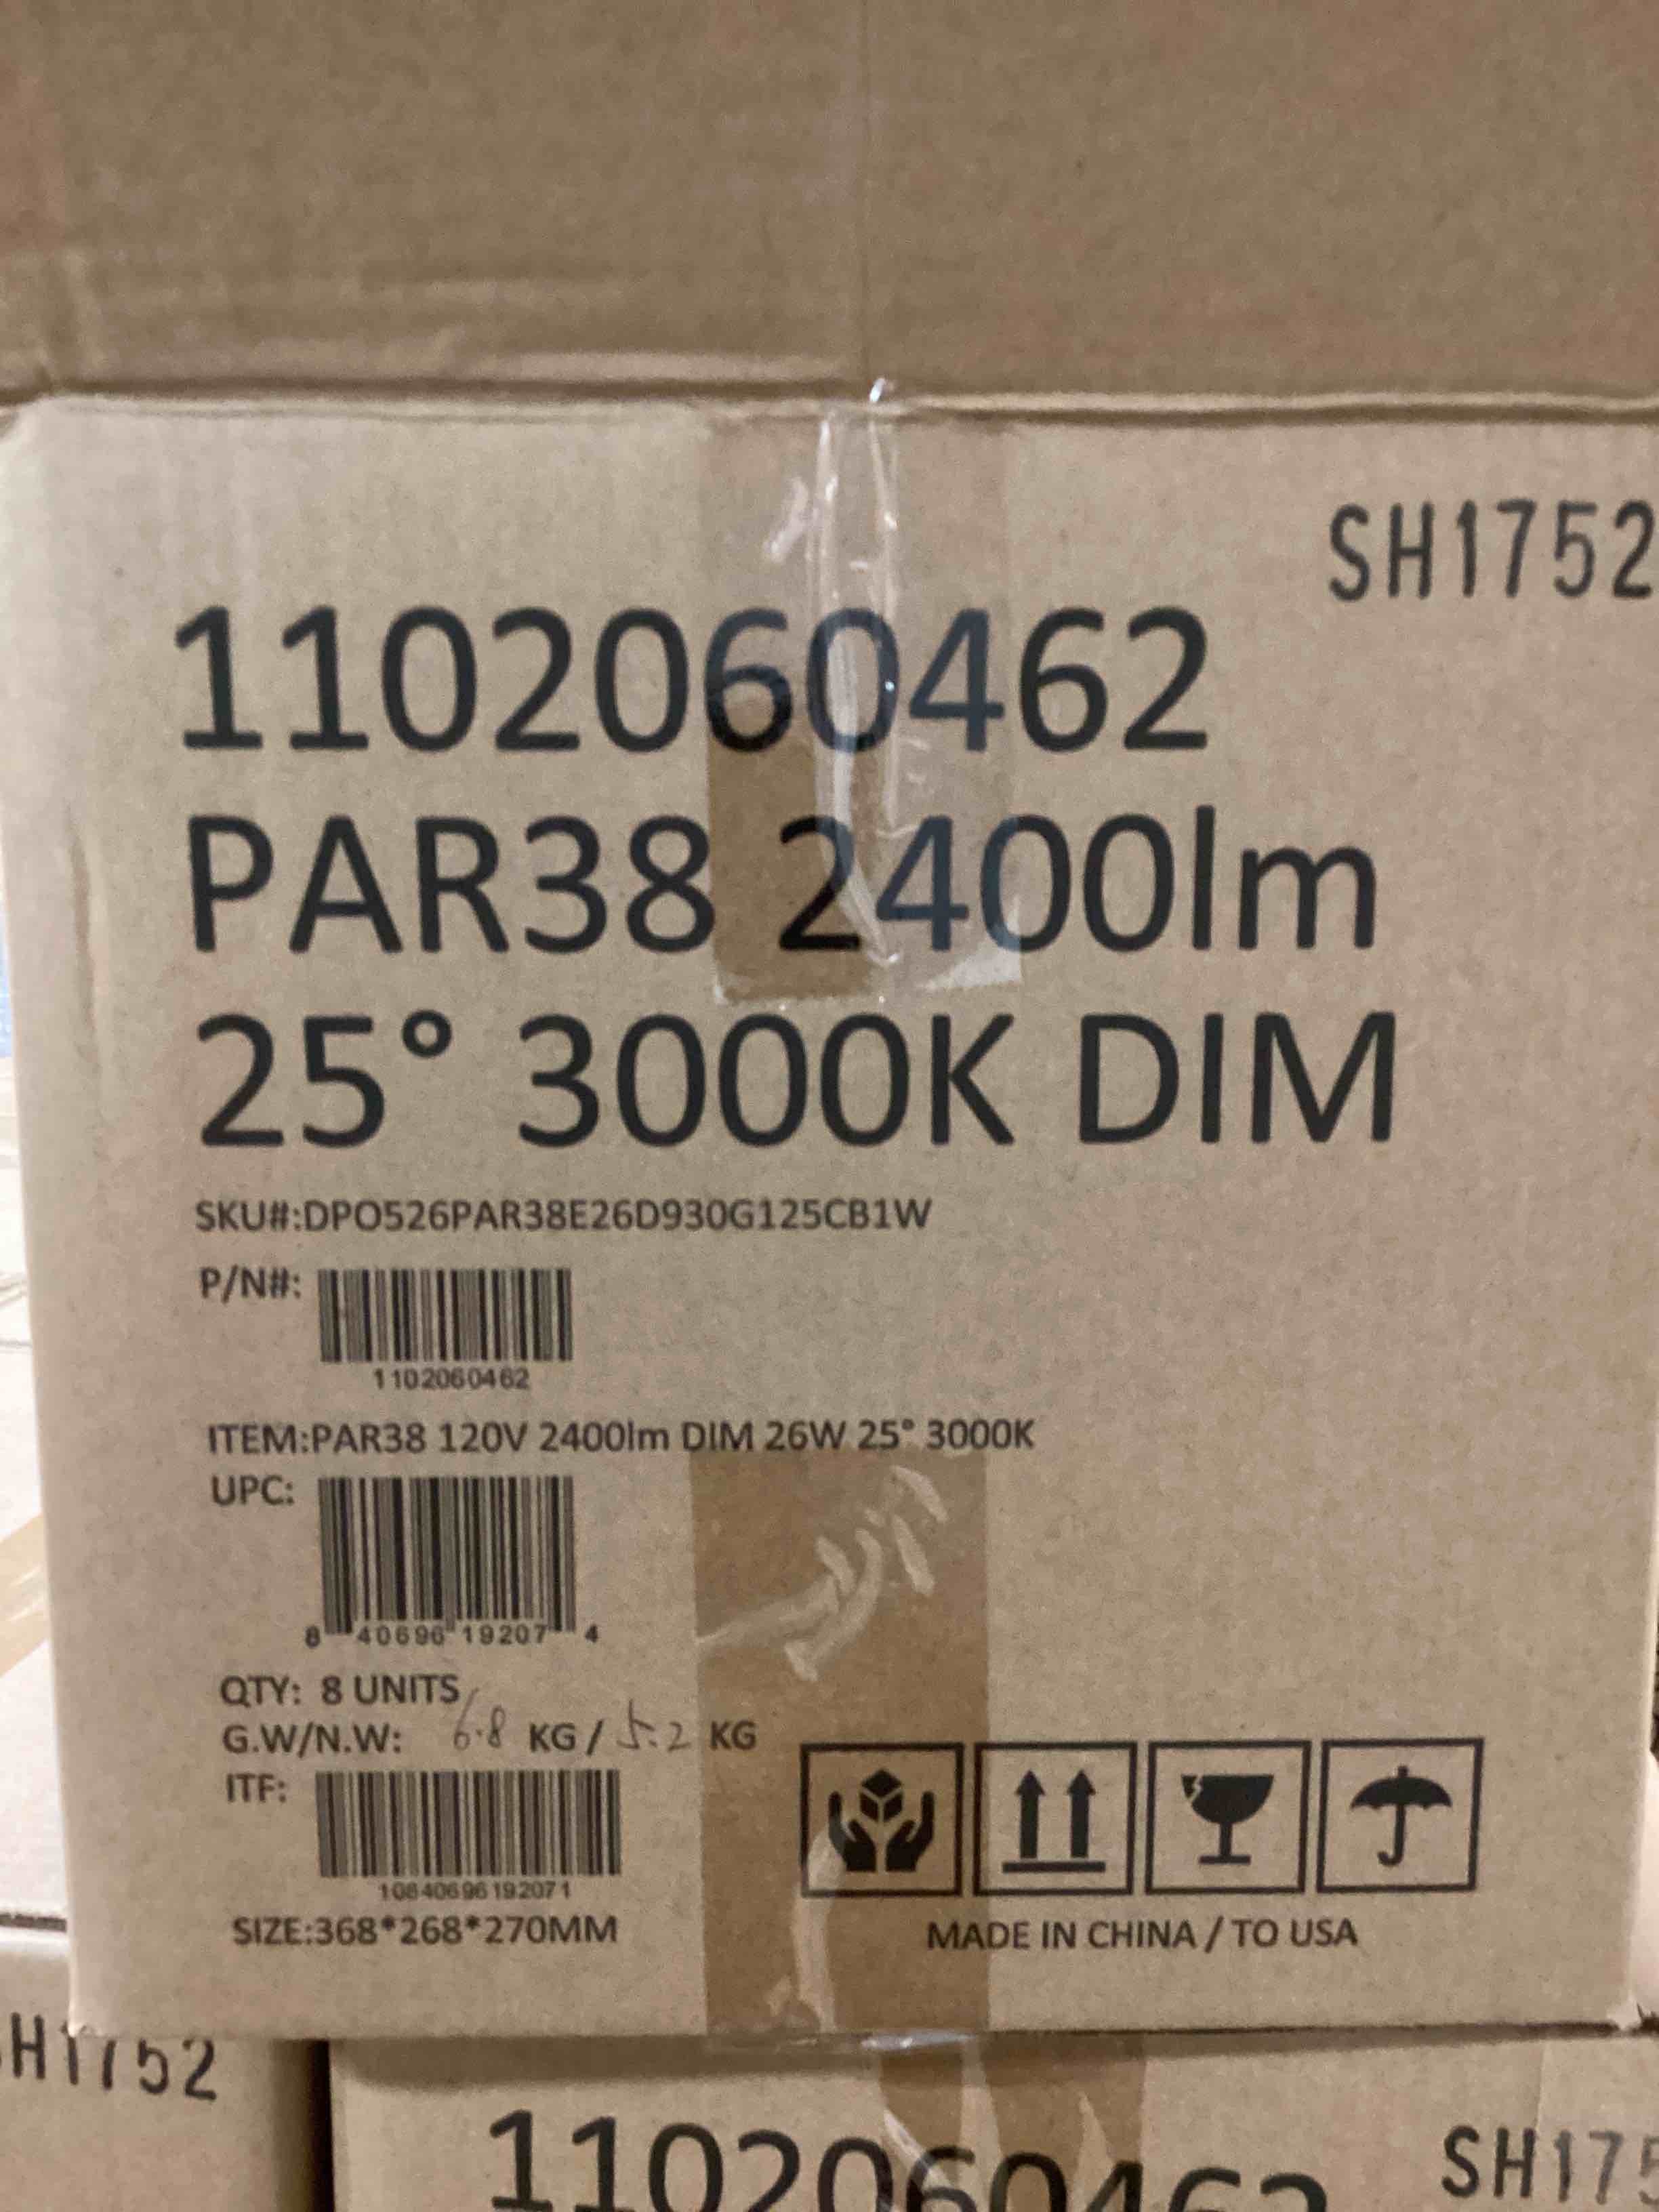 SH1752
1102060462
PAR38 2400lm
25° 3000K DIM
SKU#:DPO526PAR38E26D930G125CB1W
P/N#:
1102060462
ITEM:PAR38 120V 2400lm DIM 26W 25° 3000K
UPC:
8 40696 19207 4
QTY: 8 UNITS
G.W/N.W: 6.8 KG / 5.2 KG
ITF:
10840696192071
SIZE:368*268*270MM
MADE IN CHINA / TO USA
H1752
1102060462
SH175